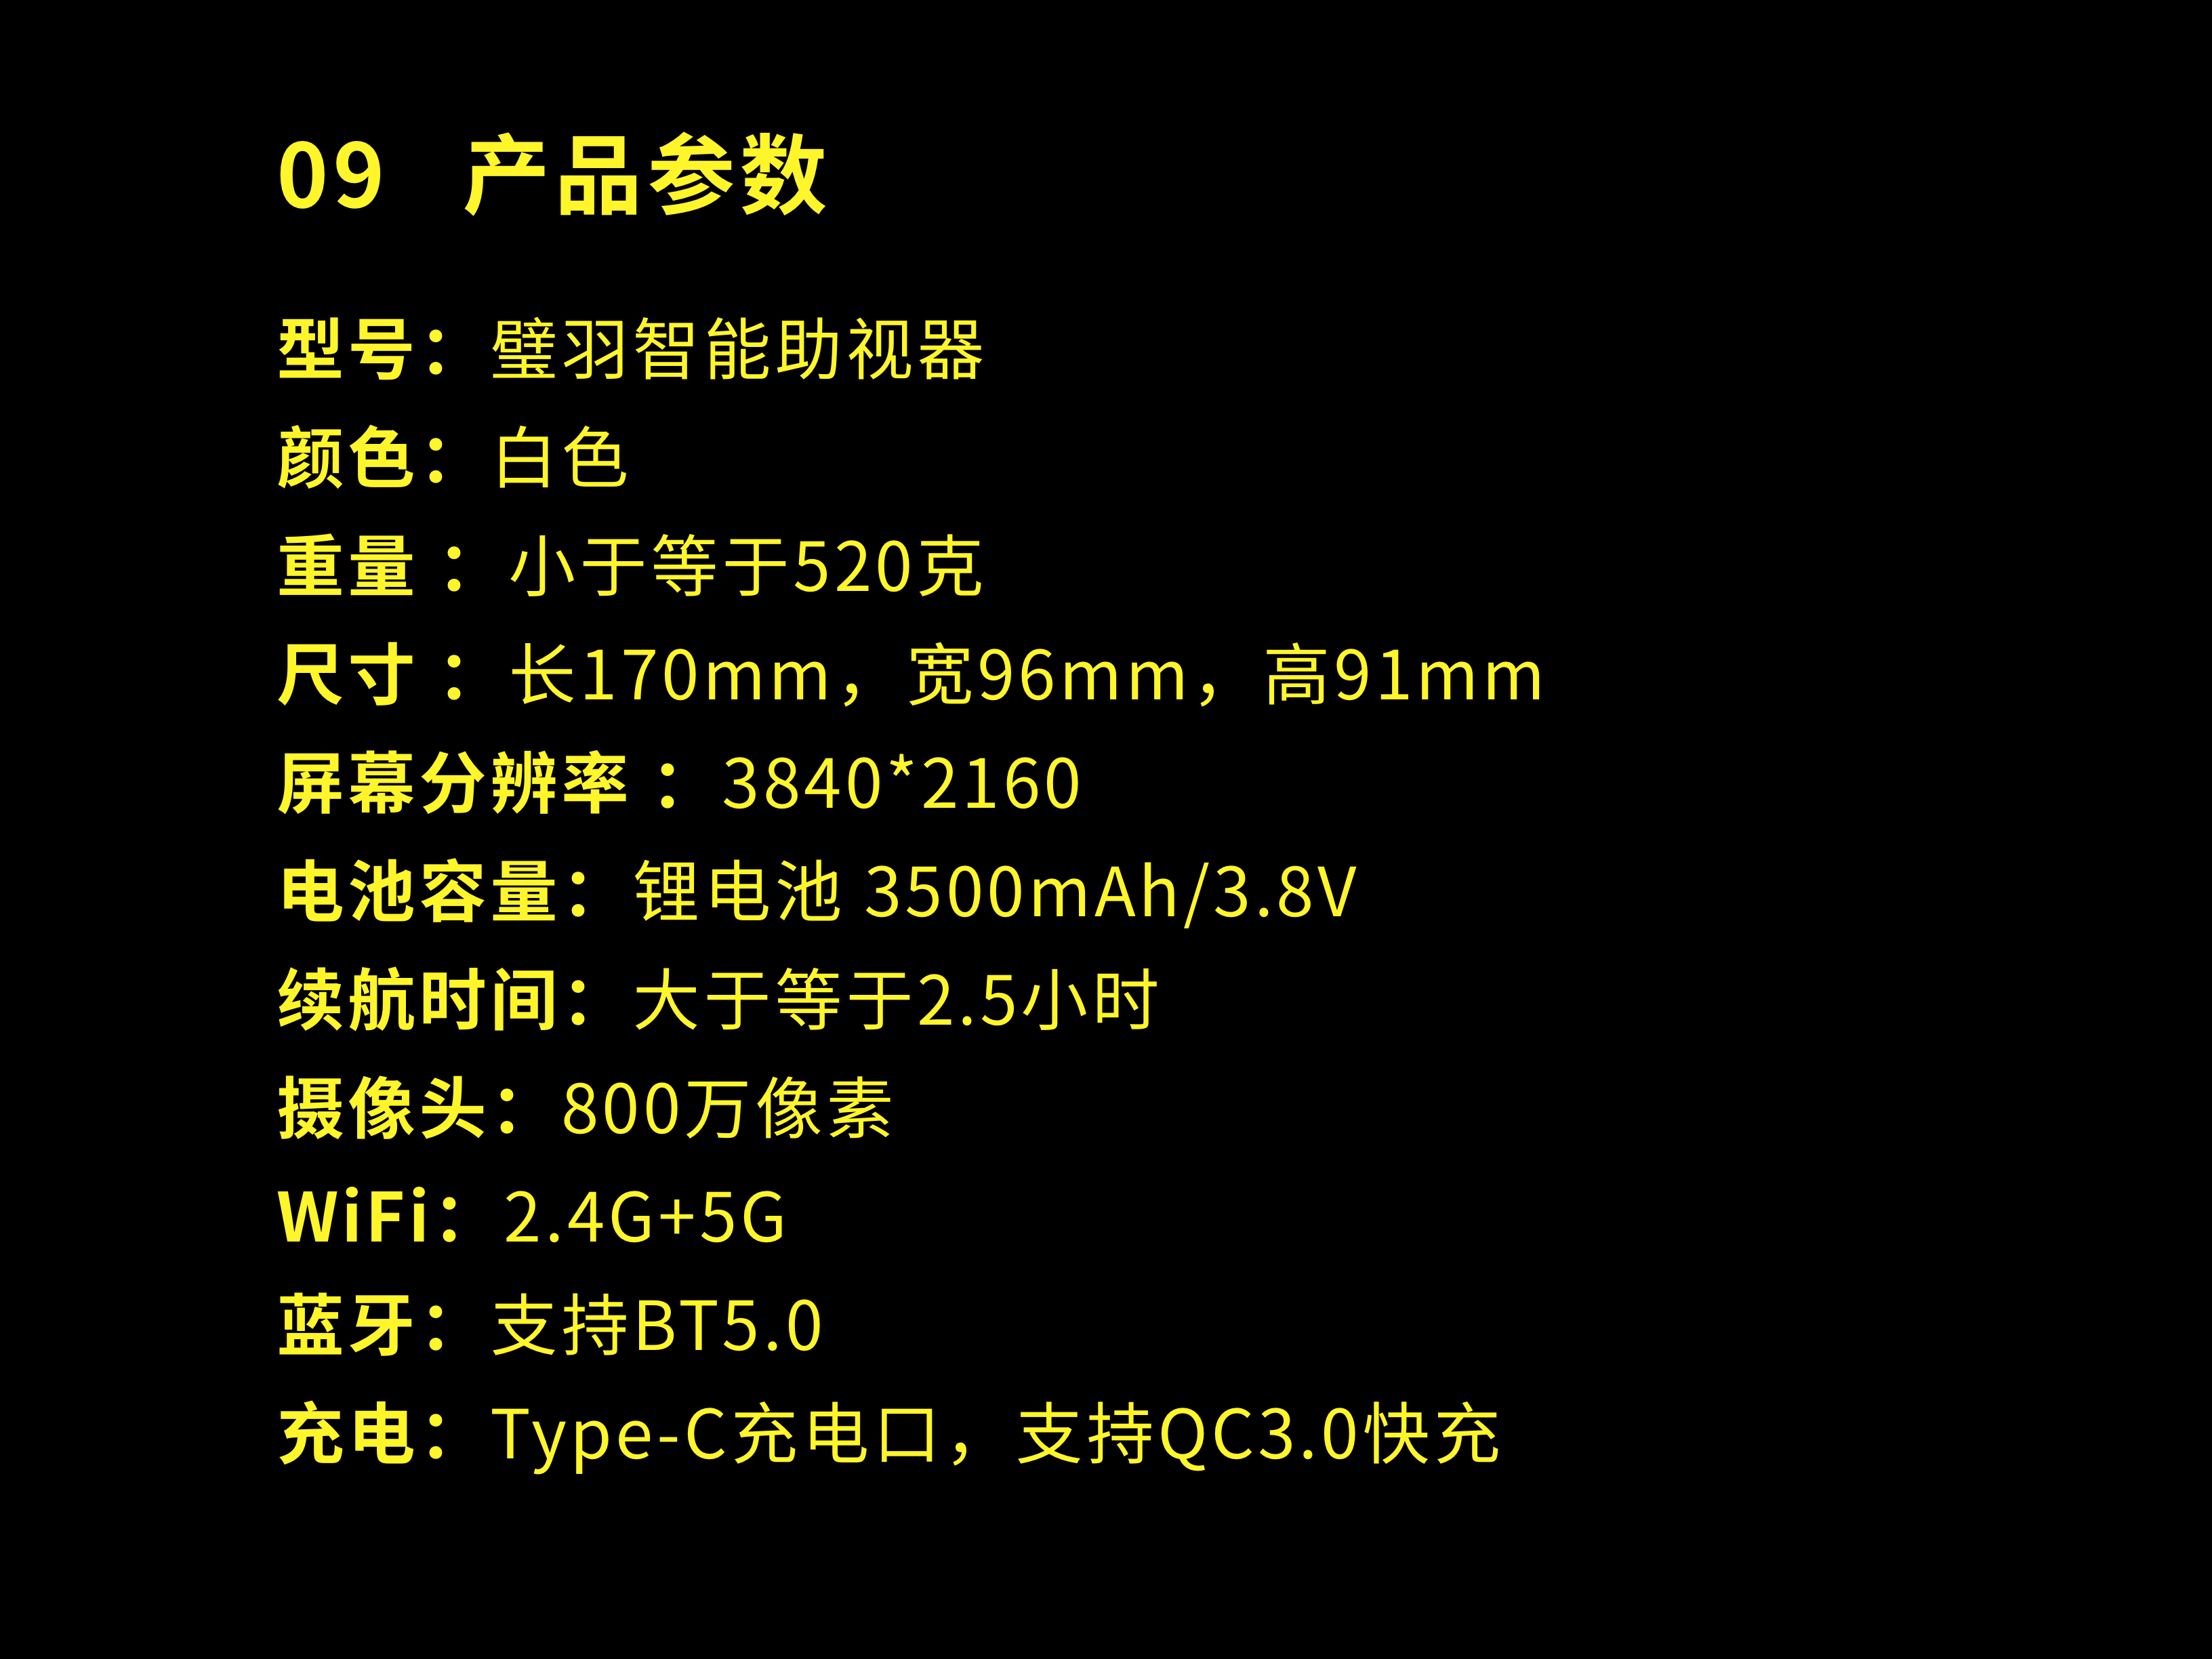 09 产品参数
型号：璧羽智能助视器
颜色：白色
重量 ：小于等于520克
尺寸 ：长170mm，宽96mm，高91mm
屏幕分辨率 ：3840*2160
电池容量：锂电池 3500mAh/3.8V
续航时间：大于等于2.5小时
摄像头：800万像素
WiFi：2.4G+5G
蓝牙：支持BT5.0
充电：Type-C充电口，支持QC3.0快充